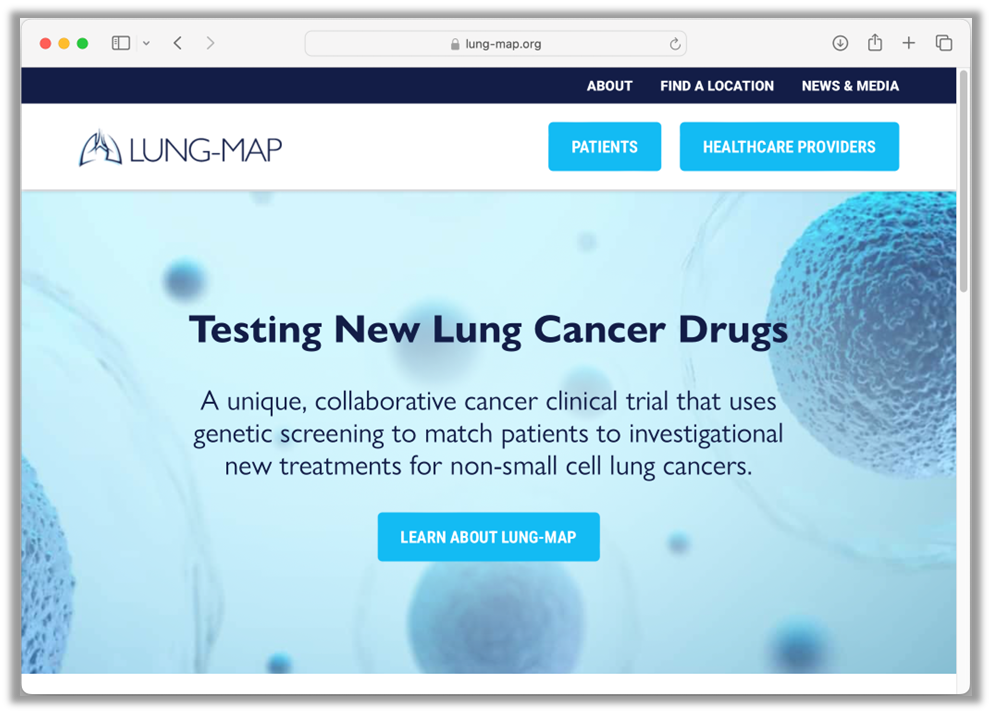 lung-map.org
ABOUT FIND A LOCATION NEWS & MEDIA
LUNG-MAP PATIENTS HEALTHCARE PROVIDERS
Testing New Lung Cancer Drugs
A unique, collaborative cancer clinical trial that uses
genetic screening to match patients to investigational
new treatments for non-small cell lung cancers.
LEARN ABOUT LUNG-MAP